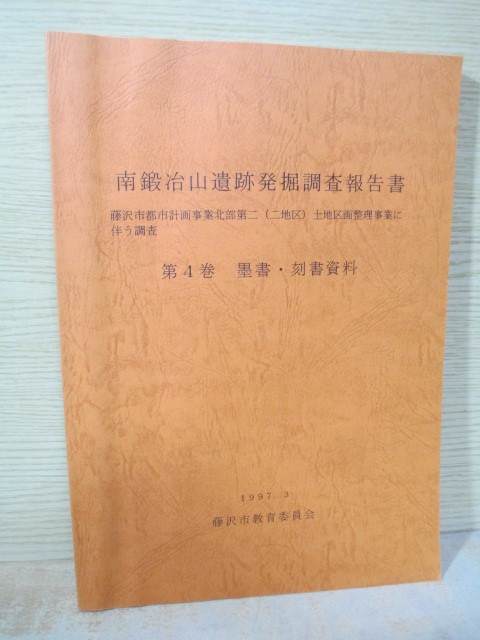 南鍛冶山遺跡発掘調査報告書
藤沢市都市計画事業北部第二（二地区）土地区画整理事業に
伴う調査
第4巻　墨書・刻書資料
1997．3
藤沢市教育委員会